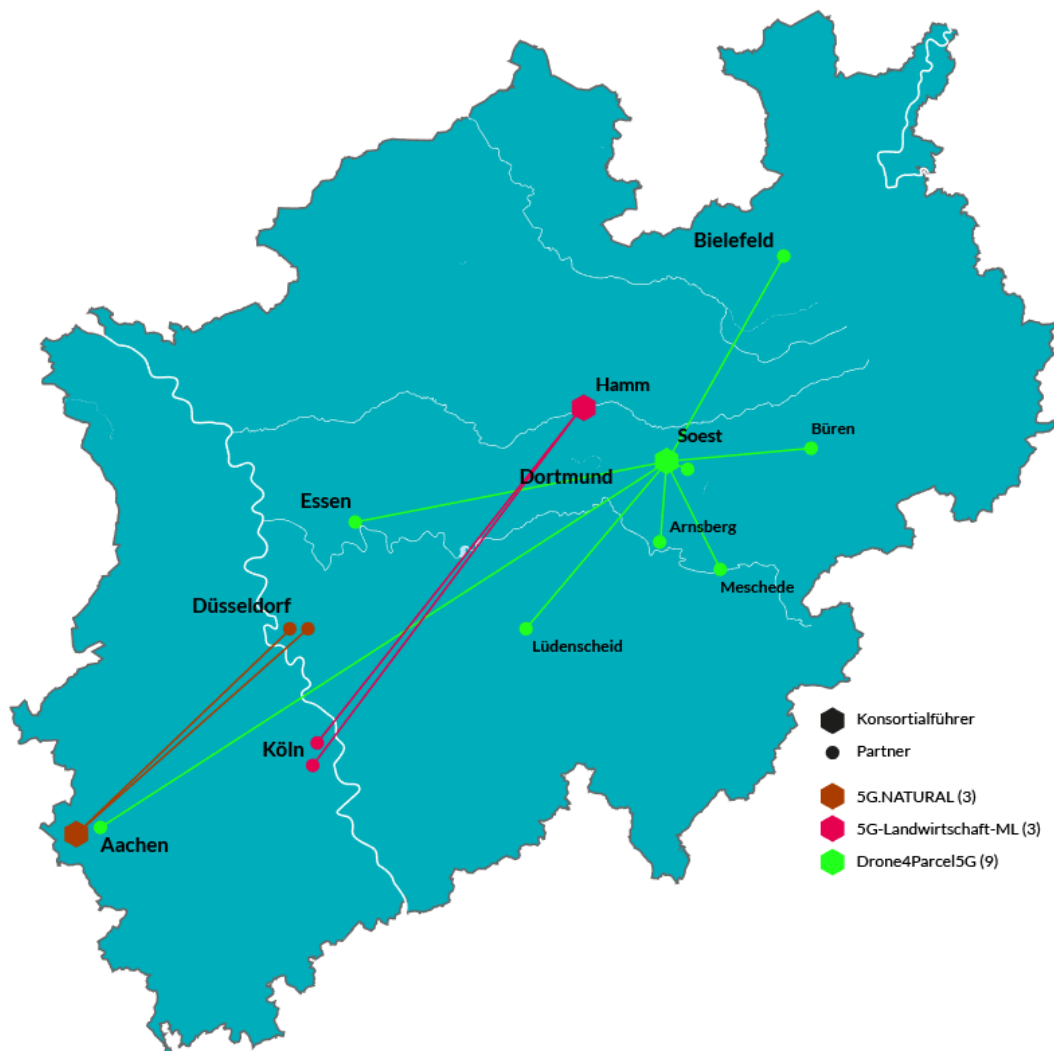 Bielefeld
Hamm
Büren
Soest
Dortmund
Essen
Arnsberg
Meschede
Düsseldorf
Lüdenscheid
Köln
Aachen
Konsortialführer
Partner
5G.NATURAL (3)
5G-Landwirtschaft-ML (3)
Drone4Parcel5G (9)